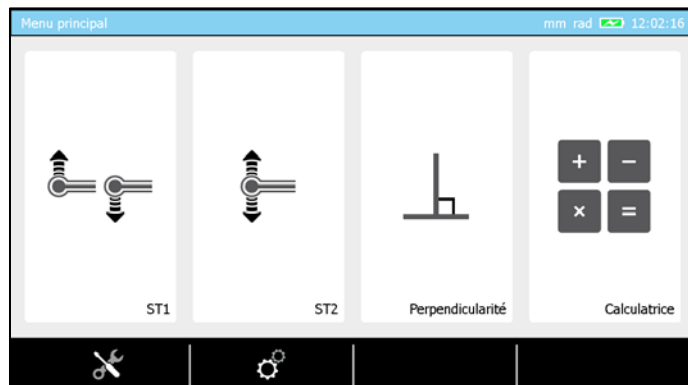 Menu principal
mm rad 12:02:16
+ −
× =
ST1
ST2
Perpendicularité
Calculatrice